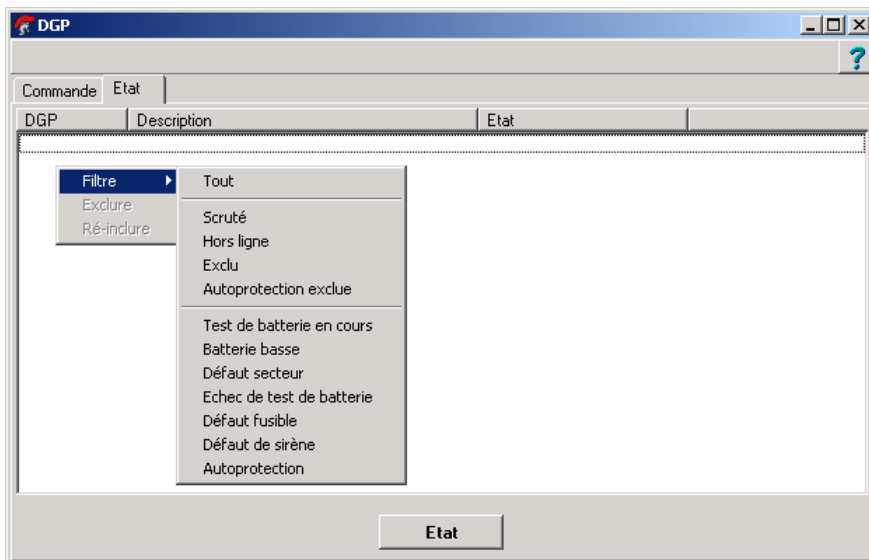 DGP
?
Commande Etat
DGP Description Etat
Filtre
Exclure
Ré-inclure
Tout
Scruté
Hors ligne
Exclu
Autoprotection exclue
Test de batterie en cours
Batterie basse
Défaut secteur
Echec de test de batterie
Défaut fusible
Défaut de sirène
Autoprotection
Etat